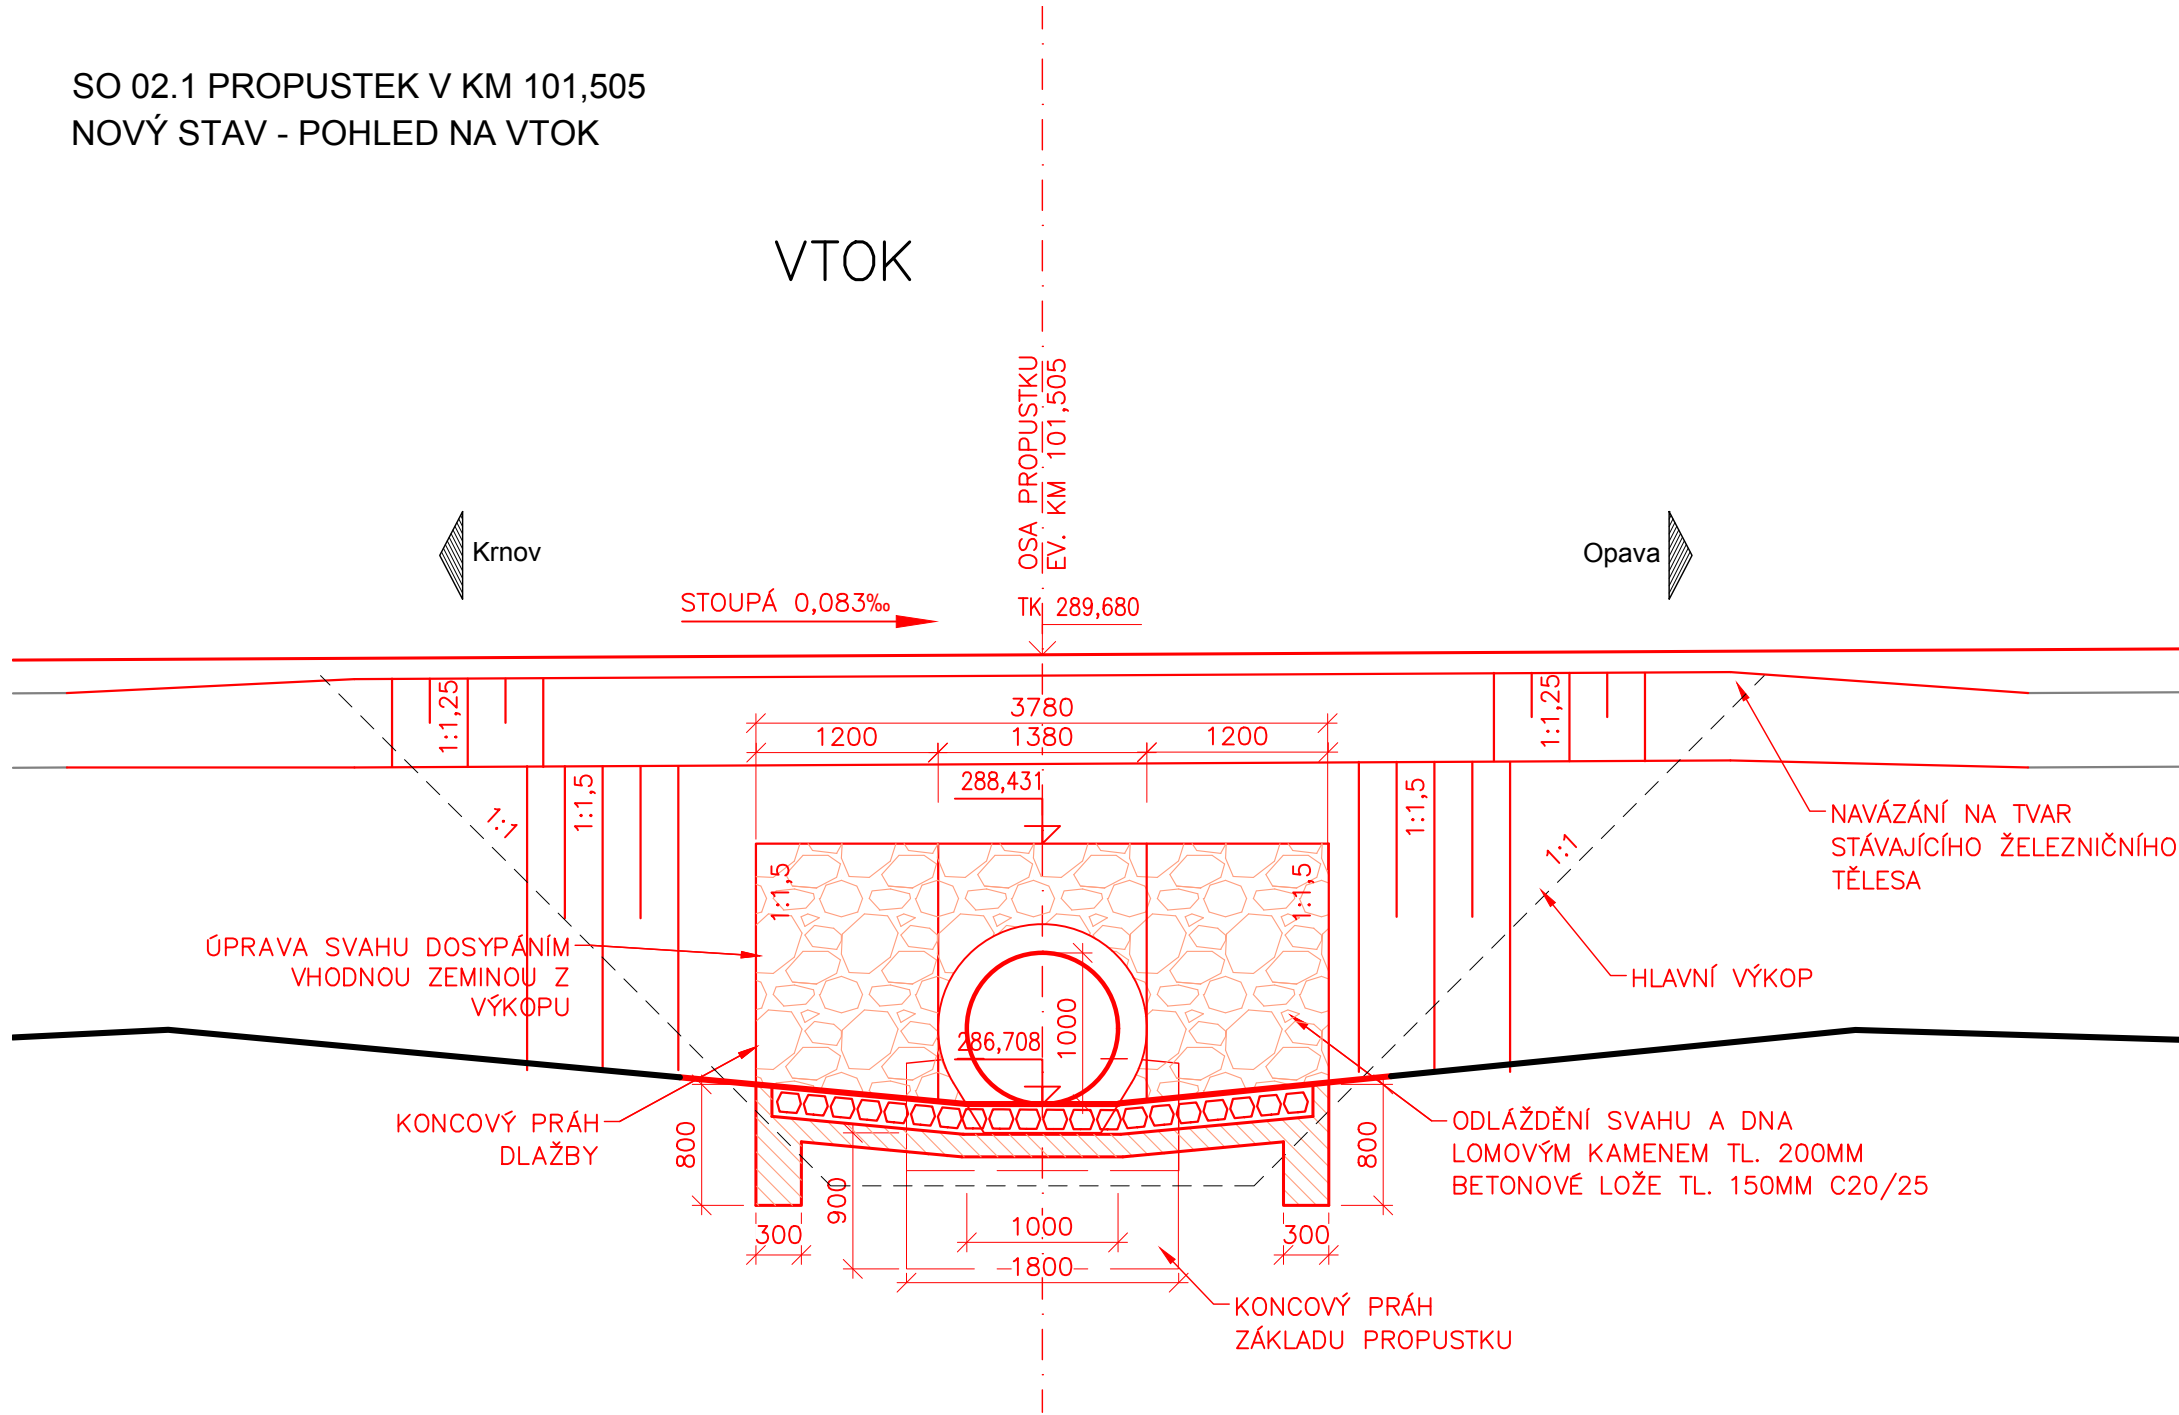 SO 02.1 PROPUSTEK V KM 101,505
NOVÝ STAV - POHLED NA VTOK
VTOK
OSA PROPUSTKU
EV. KM 101,505
Krnov
Opava
STOUPÁ 0,083‰
TK 289,680
1:1,25
1:1,25
3780
1200
1380
1200
288,431
1:1
1:1,5
1:1,5
1:1
1:1,5
1:1,5
NAVÁZÁNÍ NA TVAR
STÁVAJÍCÍHO ŽELEZNIČNÍHO
TĚLESA
ÚPRAVA SVAHU DOSYPÁNÍM
VHODNOU ZEMINOU Z
VÝKOPU
HLAVNÍ VÝKOP
286,708
1000
KONCOVÝ PRÁH
DLAŽBY
800
800
ODLÁŽDĚNÍ SVAHU A DNA
LOMOVÝM KAMENEM TL. 200MM
BETONOVÉ LOŽE TL. 150MM C20/25
900
300
1000
300
1800
KONCOVÝ PRÁH
ZÁKLADU PROPUSTKU